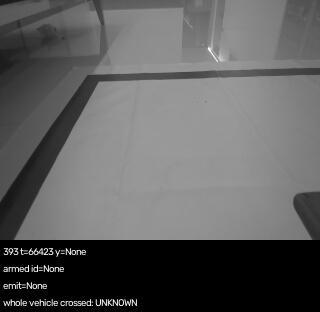 393 t=66423 y=None
armed id=None
emit=None
whole vehicle crossed: UNKNOWN